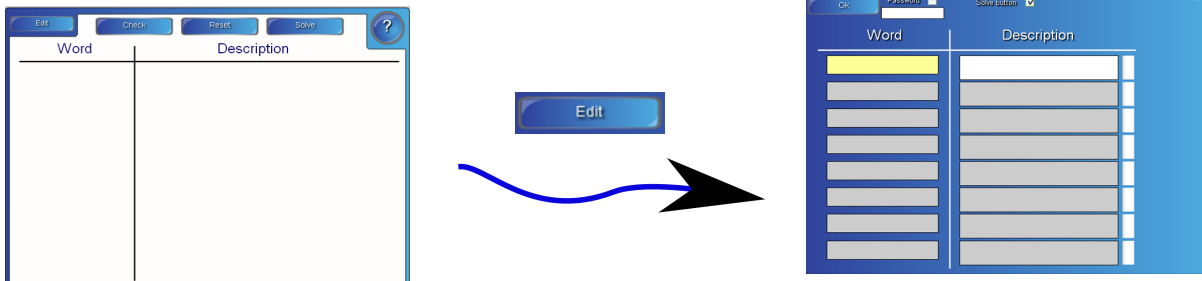 Edit Check Reset Solve ?
Word Description
Edit
Ok Password Solve button
Word Description